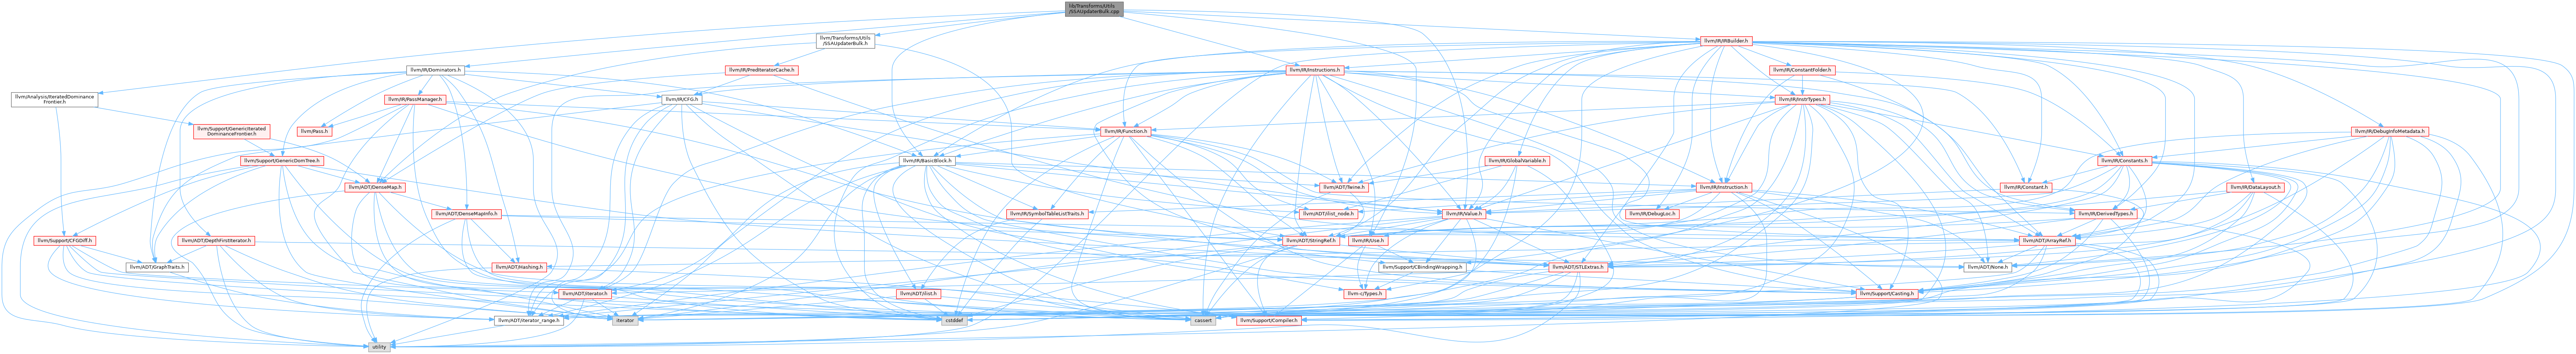 lib/Transforms/Utils
/SSAUpdaterBulk.cpp
llvm/Transforms/Utils
/SSAUpdaterBulk.h
llvm/IR/IRBuilder.h
llvm/IR/Dominators.h
llvm/IR/PredIteratorCache.h
llvm/IR/Instructions.h
llvm/IR/ConstantFolder.h
llvm/Analysis/IteratedDominance
Frontier.h
llvm/IR/PassManager.h
llvm/IR/CFG.h
llvm/IR/InstrTypes.h
llvm/Support/GenericIterated
DominanceFrontier.h
llvm/Pass.h
llvm/IR/Function.h
llvm/IR/DebugInfoMetadata.h
llvm/Support/GenericDomTree.h
llvm/IR/BasicBlock.h
llvm/IR/GlobalVariable.h
llvm/IR/Constants.h
llvm/ADT/DenseMap.h
llvm/ADT/Twine.h
llvm/IR/Instruction.h
llvm/IR/Constant.h
llvm/IR/DataLayout.h
llvm/ADT/DenseMapInfo.h
llvm/IR/SymbolTableListTraits.h
llvm/ADT/ilist_node.h
llvm/IR/Value.h
llvm/IR/DebugLoc.h
llvm/IR/DerivedTypes.h
llvm/Support/CFGDiff.h
llvm/ADT/DepthFirstIterator.h
llvm/ADT/StringRef.h
llvm/IR/Use.h
llvm/ADT/ArrayRef.h
llvm/ADT/GraphTraits.h
llvm/ADT/Hashing.h
llvm/Support/CBindingWrapping.h
llvm/ADT/STLExtras.h
llvm/ADT/None.h
llvm/ADT/iterator.h
llvm/ADT/ilist.h
llvm-c/Types.h
llvm/Support/Casting.h
llvm/ADT/iterator_range.h
iterator
cstddef
cassert
llvm/Support/Compiler.h
utility